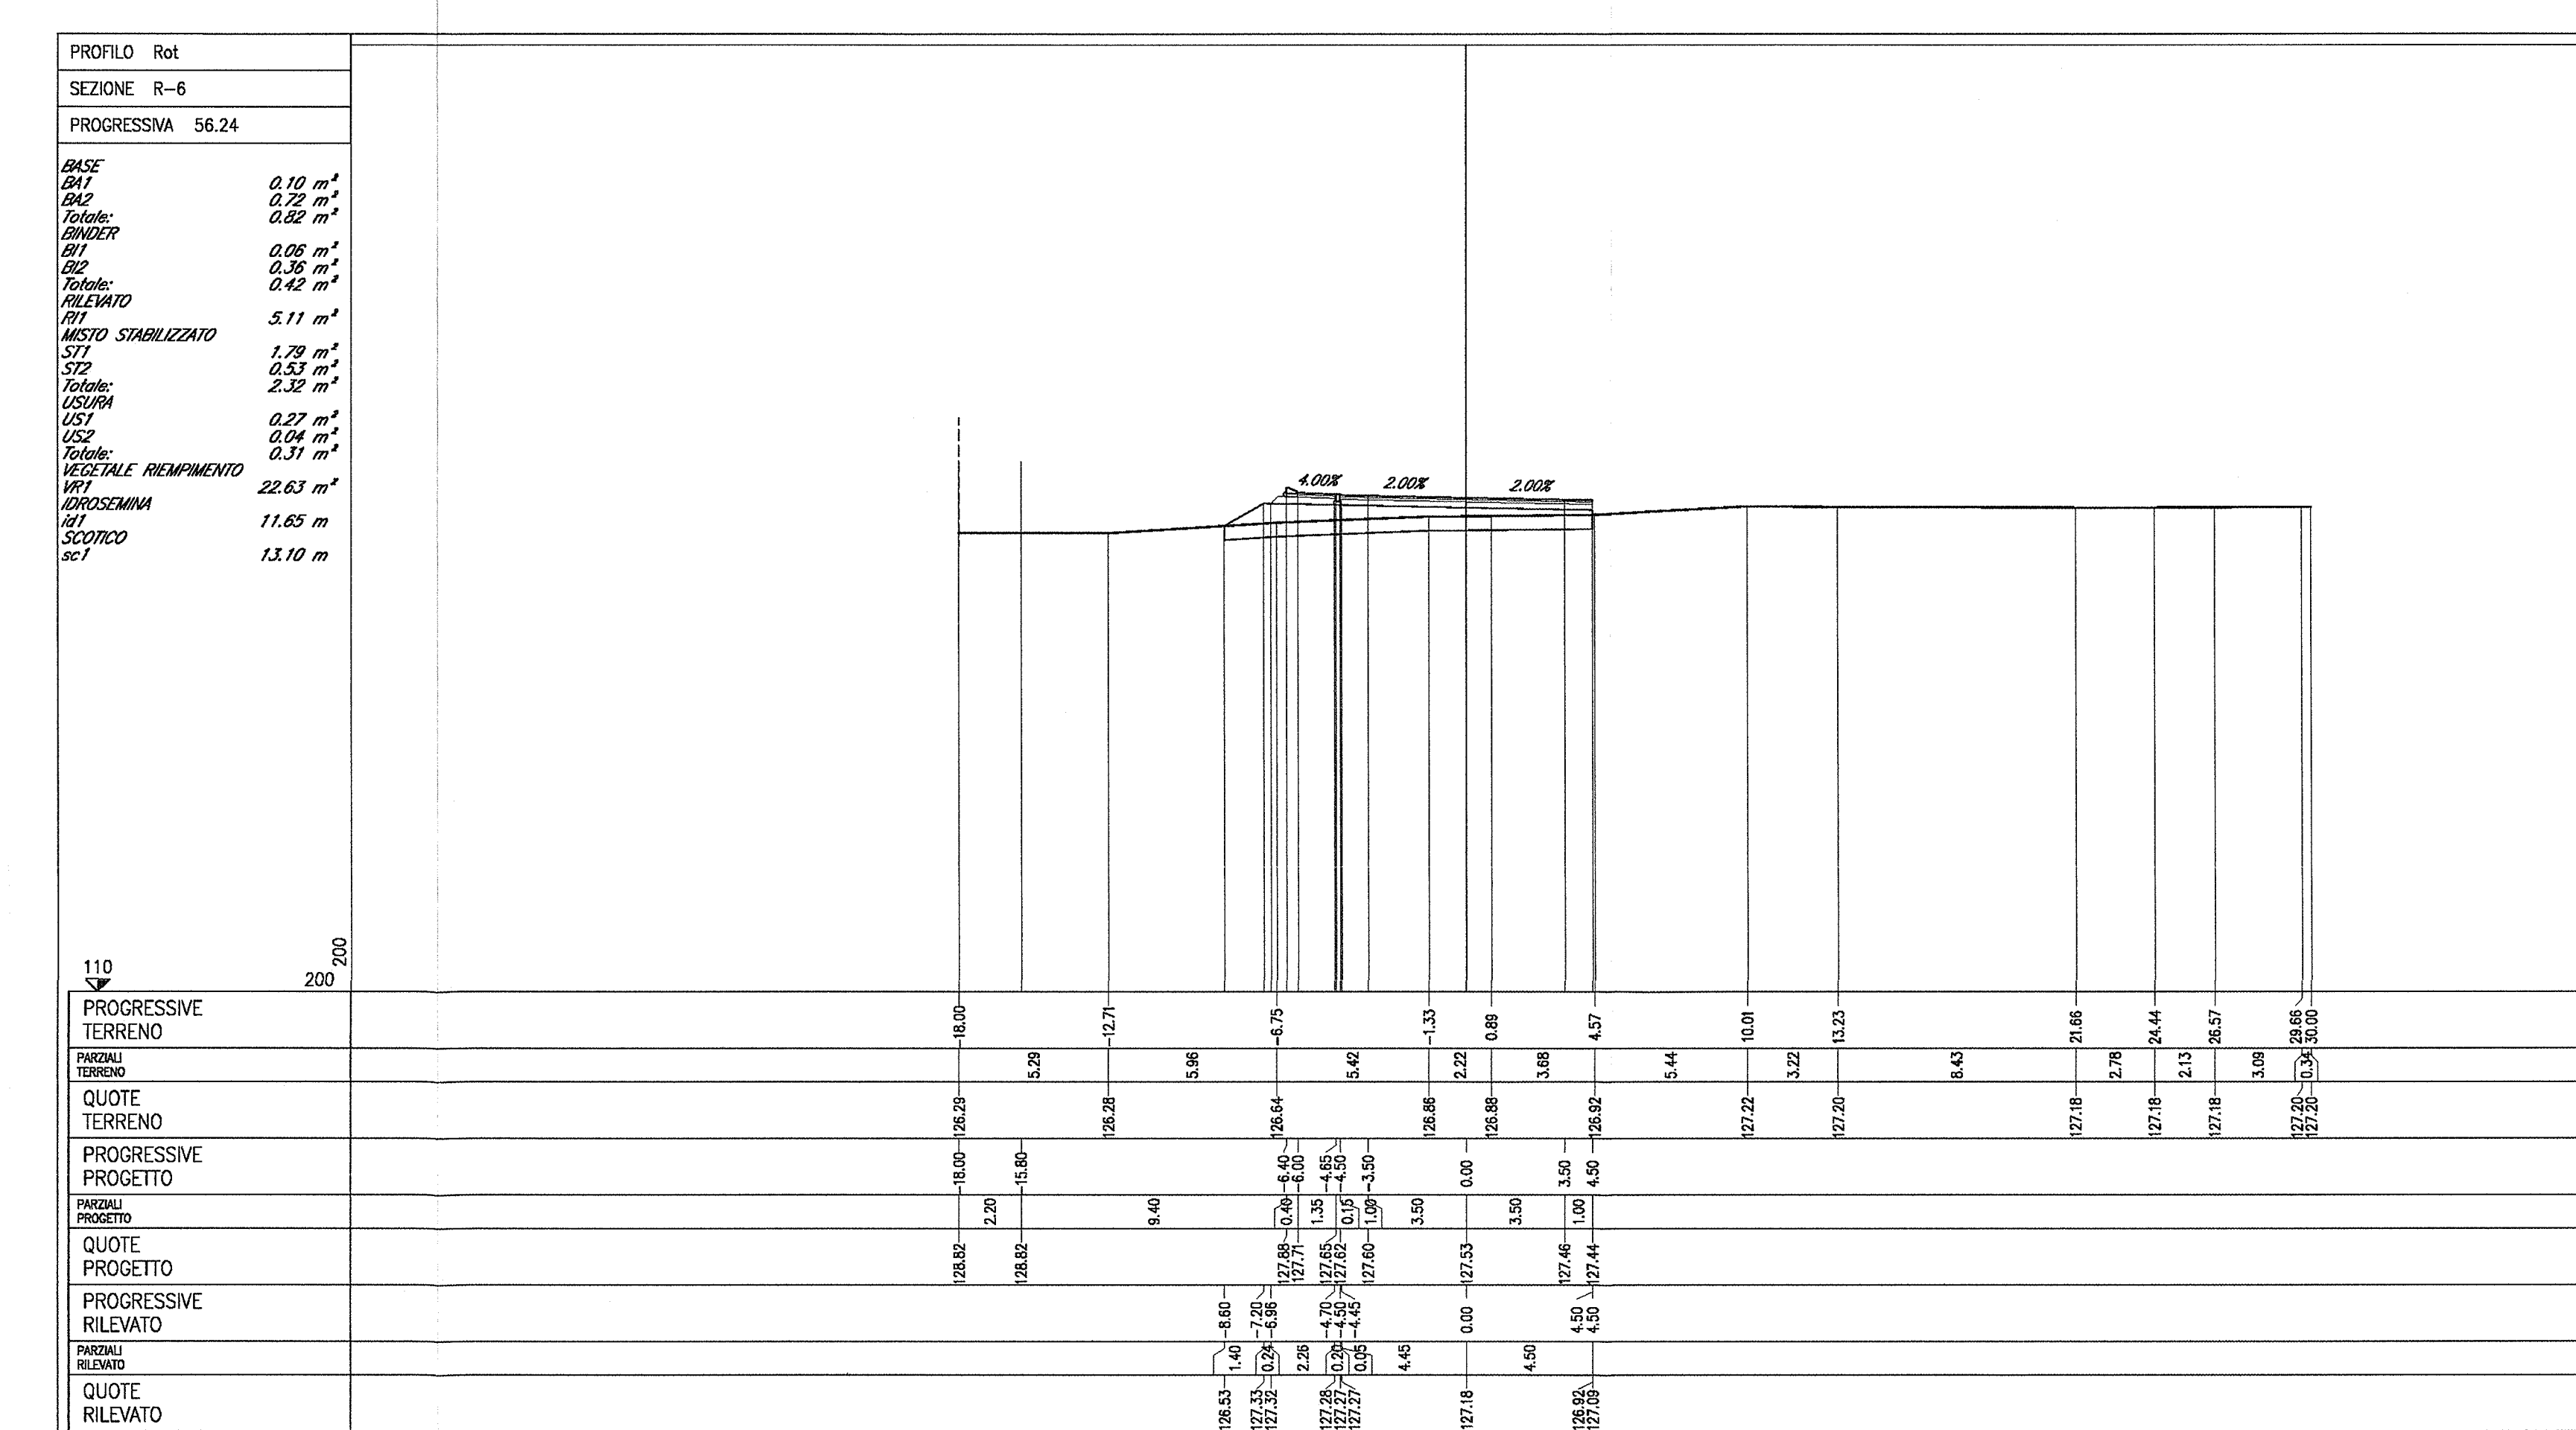 PROFILO Rot
SEZIONE R-6
PROGRESSIVA 56.24
BASE
BA1 0.10 m²
BA2 0.72 m²
Totale: 0.82 m²
BINDER
BI1 0.06 m²
BI2 0.36 m²
Totale: 0.42 m²
RILEVATO
RI1 5.11 m²
MISTO STABILIZZATO
ST1 1.79 m²
ST2 0.53 m²
Totale: 2.32 m²
USURA
US1 0.27 m²
US2 0.04 m²
Totale: 0.31 m²
VEGETALE RIEMPIMENTO
VR1 22.63 m²
IDROSEMINA
id1 11.65 m
SCOTICO
sc1 13.10 m
4.00% 2.00% 2.00%
110 200 200
PROGRESSIVE TERRENO -18.00 -12.71 -6.75 -1.33 0.89 4.57 10.01 13.23 21.66 24.44 26.57 29.66 30.00
PARZIALI TERRENO 5.29 5.96 5.42 2.22 3.68 5.44 3.22 8.43 2.78 2.13 3.09 0.34
QUOTE TERRENO 126.29 126.28 126.64 126.86 126.88 126.92 127.22 127.20 127.18 127.18 127.18 127.20 127.20
PROGRESSIVE PROGETTO -18.00 -15.80 -6.40 -6.00 -4.65 -4.50 -3.50 0.00 3.50 4.50
PARZIALI PROGETTO 2.20 9.40 0.40 1.35 0.15 1.00 3.50 3.50 1.00
QUOTE PROGETTO 128.82 128.82 127.88 127.71 127.65 127.62 127.60 127.53 127.46 127.44
PROGRESSIVE RILEVATO -8.60 -7.20 -6.96 -4.70 -4.50 -4.45 0.00 4.50 4.50
PARZIALI RILEVATO 1.40 0.24 2.26 0.20 0.05 4.45 4.50
QUOTE RILEVATO 126.53 127.33 127.32 127.28 127.27 127.27 127.18 126.92 127.09